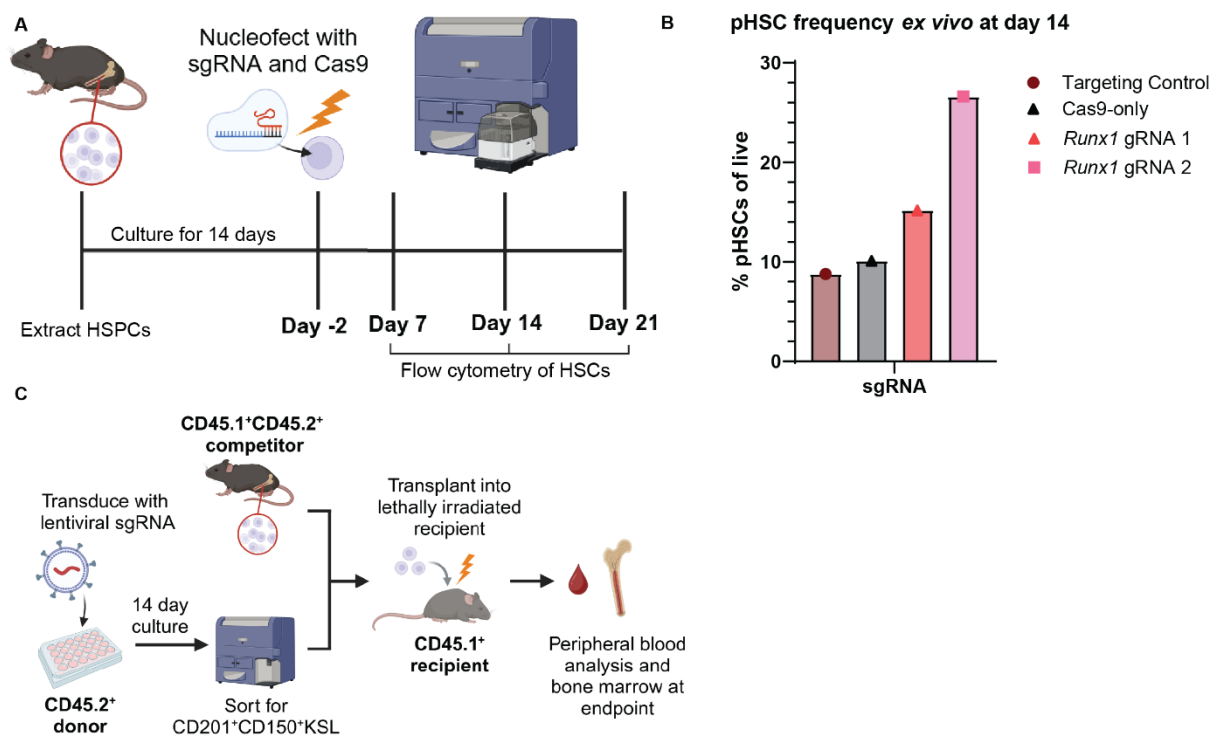 A
Nucleofect with
sgRNA and Cas9
Culture for 14 days
Extract HSPCs
Day -2
Day 7
Day 14
Day 21
Flow cytometry of HSCs
B
pHSC frequency ex vivo at day 14
% pHSCs of live
30
20
10
0
sgRNA
Targeting Control
Cas9-only
Runx1 gRNA 1
Runx1 gRNA 2
C
CD45.1⁺CD45.2⁺
competitor
Transduce with
lentiviral sgRNA
14 day
culture
CD45.2⁺
donor
Sort for
CD201⁺CD150⁺KSL
Transplant into
lethally irradiated
recipient
CD45.1⁺
recipient
Peripheral blood
analysis and
bone marrow at
endpoint